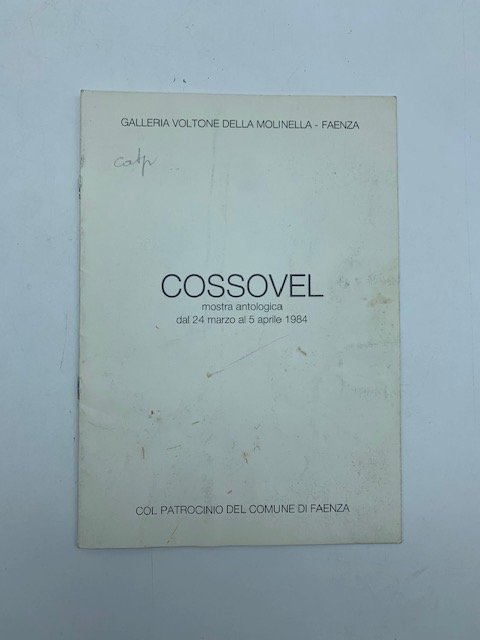 GALLERIA VOLTONE DELLA MOLINELLA - FAENZA
COSSOVEL
mostra antologica
dal 24 marzo al 5 aprile 1984
COL PATROCINIO DEL COMUNE DI FAENZA